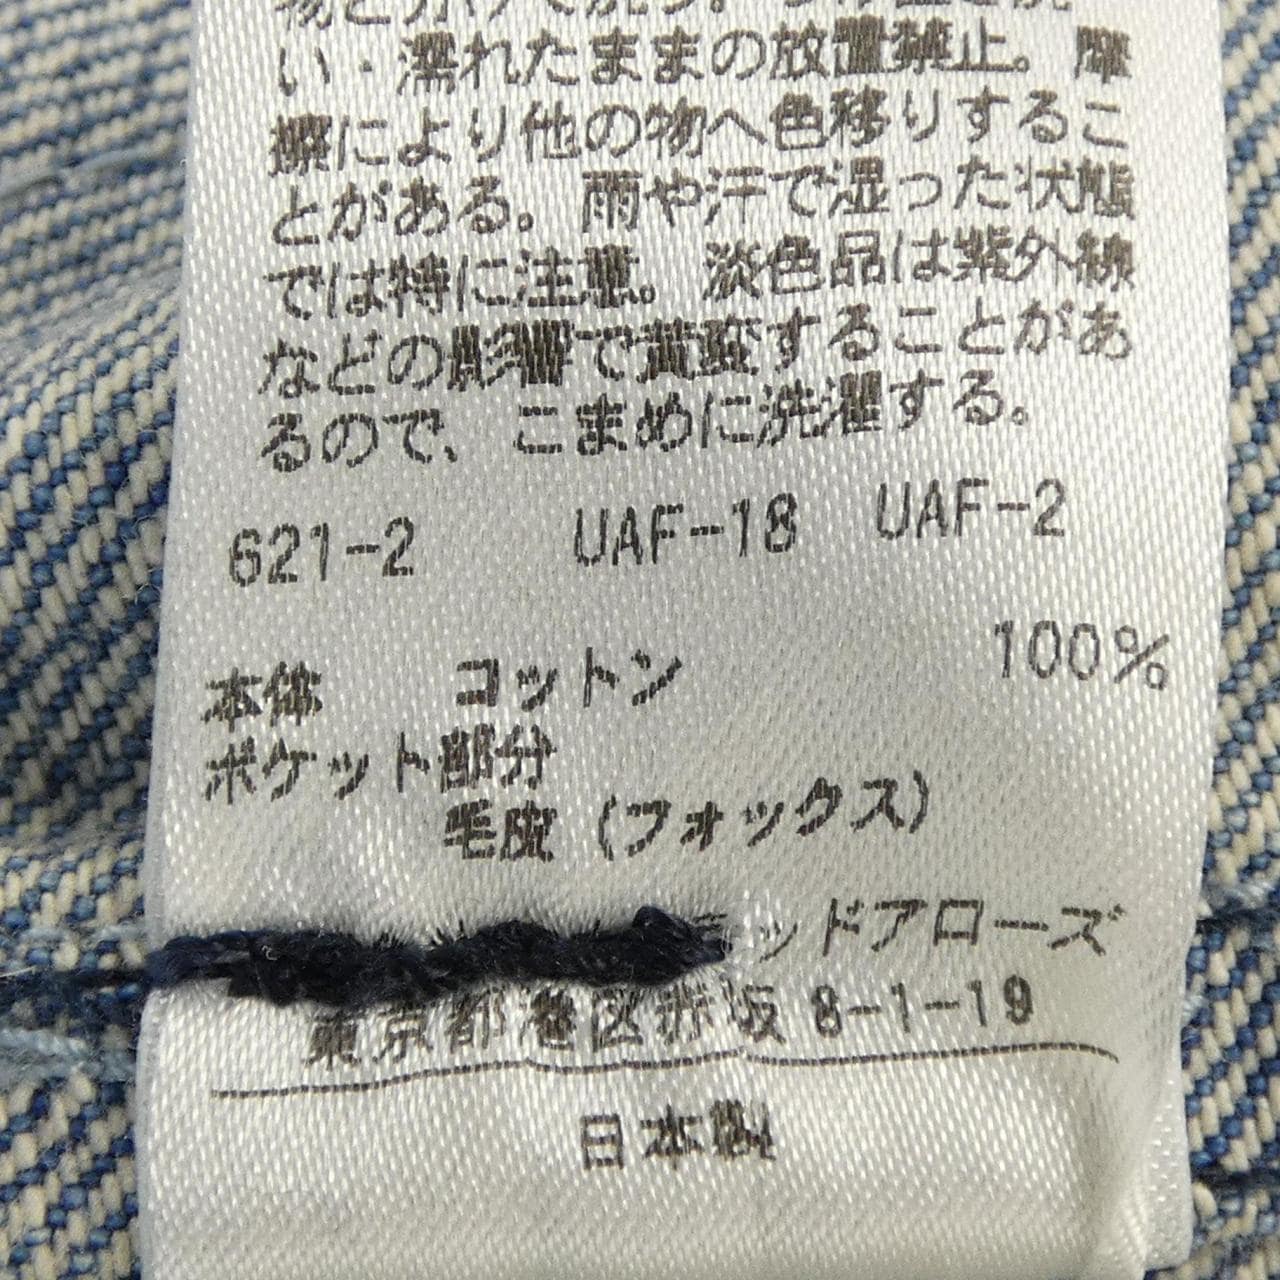 い・濡れたままの放置禁止。摩
擦により他の物へ色移りするこ
とがある。雨や汗で湿った状態
では特に注意。淡色品は紫外線
などの影響で黄変することがあ
るので、こまめに洗濯する。
621-2 UAF-18 UAF-2
本体 コットン 100%
ポケット部分
毛皮(フォックス)
ッドアローズ
東京都港区赤坂8-1-19
日本製